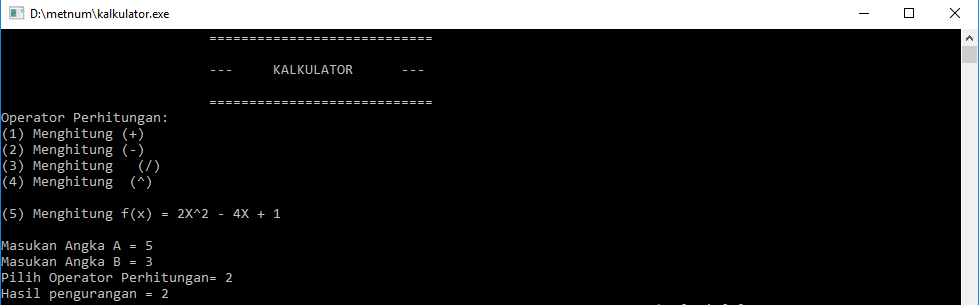 D:\metnum\kalkulator.exe
============================
---     KALKULATOR      ---
============================
Operator Perhitungan:
(1) Menghitung (+)
(2) Menghitung (-)
(3) Menghitung   (/)
(4) Menghitung  (^)
(5) Menghitung f(x) = 2X^2 - 4X + 1
Masukan Angka A = 5
Masukan Angka B = 3
Pilih Operator Perhitungan= 2
Hasil pengurangan = 2